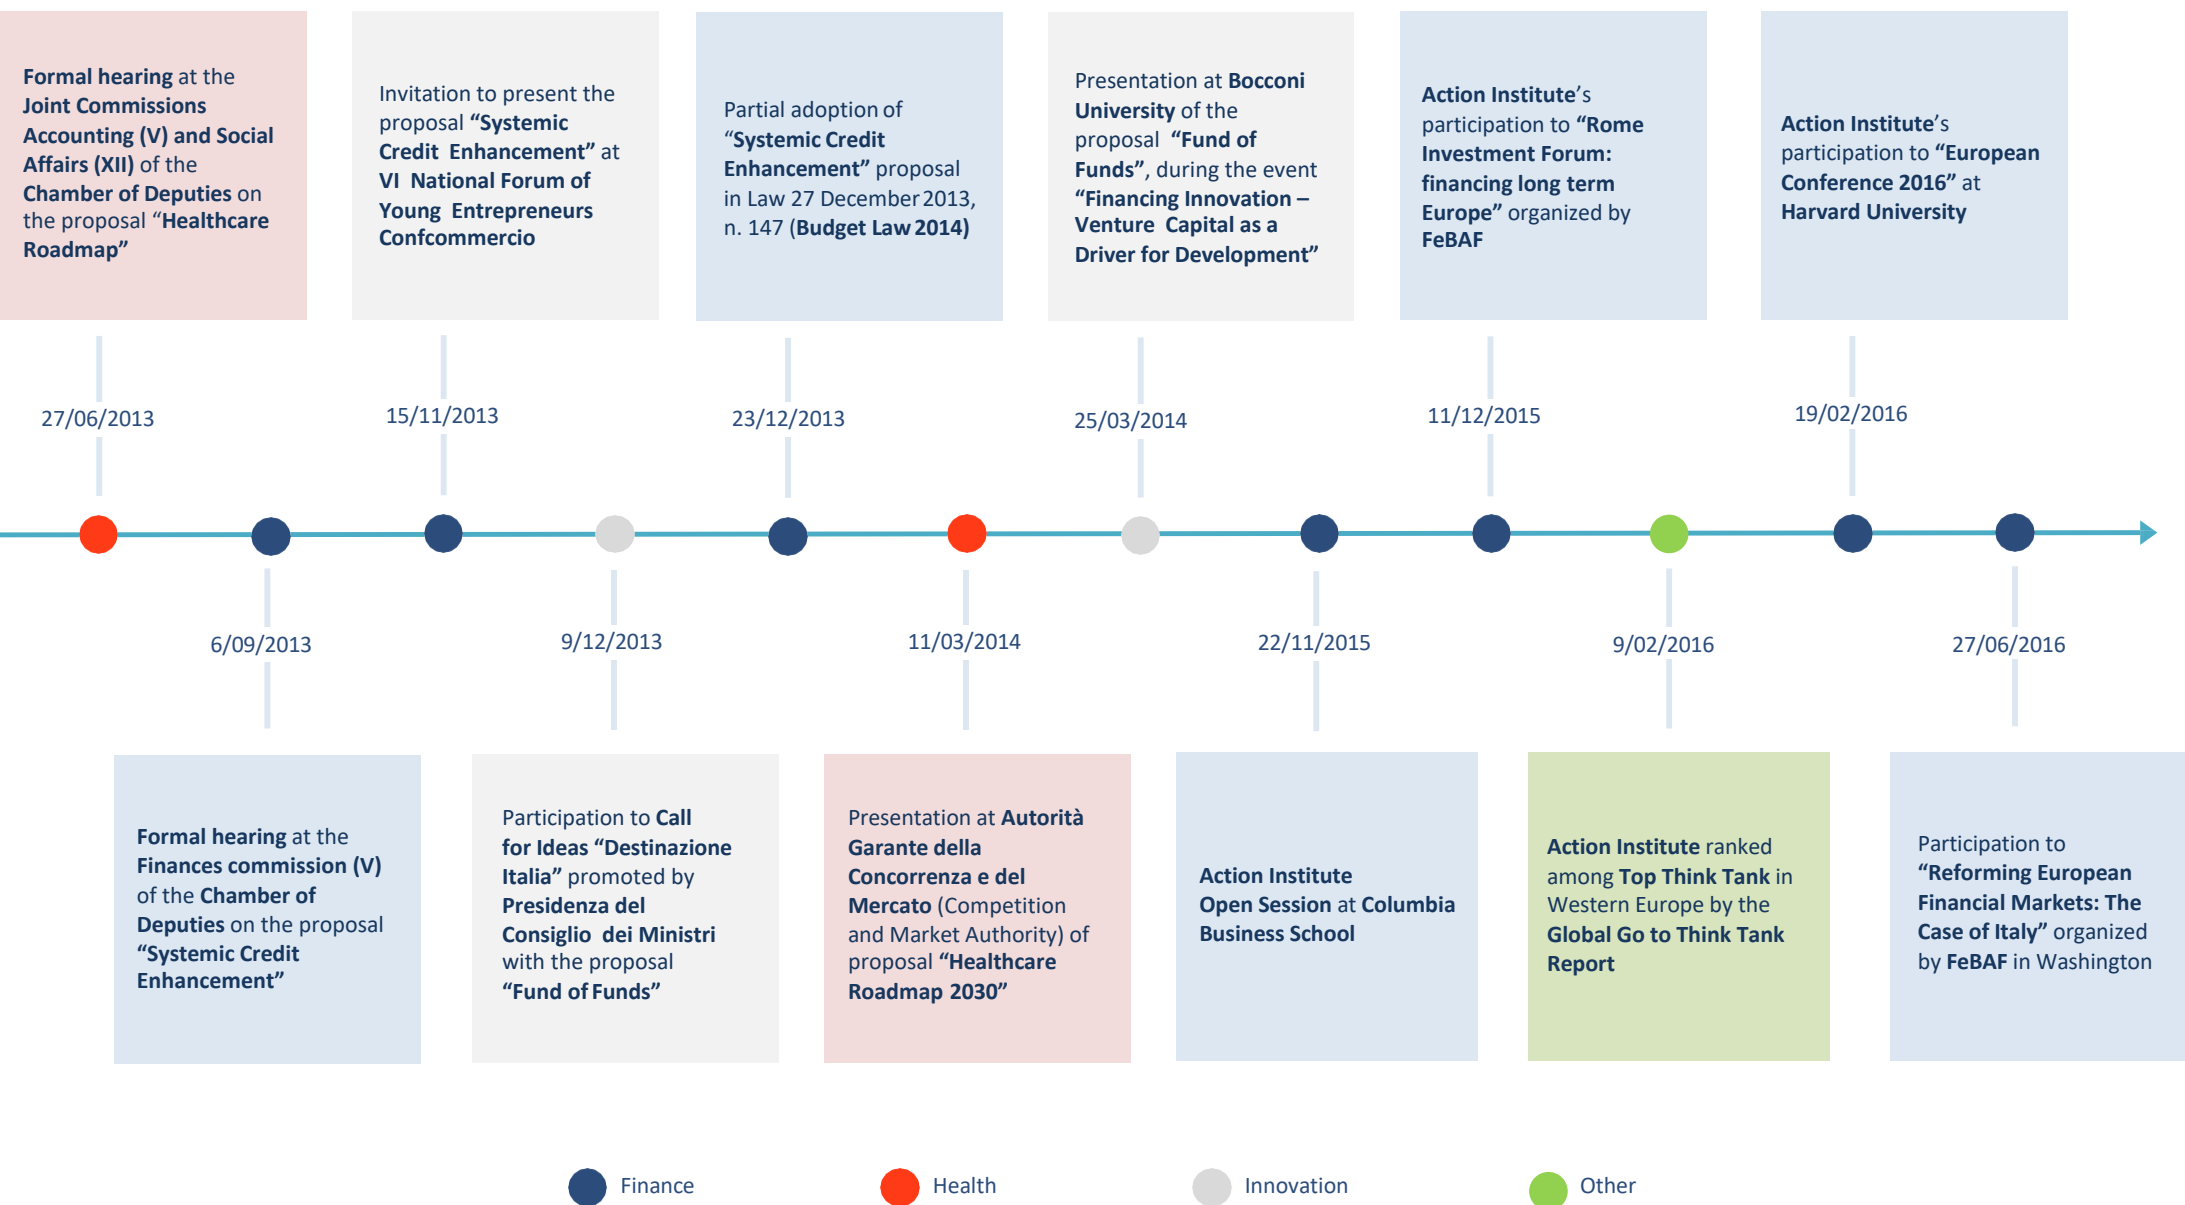 Formal hearing at the
Joint Commissions
Accounting (V) and Social
Affairs (XII) of the
Chamber of Deputies on
the proposal “Healthcare
Roadmap”
Invitation to present the
proposal “Systemic
Credit Enhancement” at
VI National Forum of
Young Entrepreneurs
Confcommercio
Partial adoption of
“Systemic Credit
Enhancement” proposal
in Law 27 December 2013,
n. 147 (Budget Law 2014)
Presentation at Bocconi
University of the
proposal “Fund of
Funds”, during the event
“Financing Innovation –
Venture Capital as a
Driver for Development”
Action Institute’s
participation to “Rome
Investment Forum:
financing long term
Europe” organized by
FeBAF
Action Institute’s
participation to “European
Conference 2016” at
Harvard University
27/06/2013
15/11/2013
23/12/2013
25/03/2014
11/12/2015
19/02/2016
6/09/2013
9/12/2013
11/03/2014
22/11/2015
9/02/2016
27/06/2016
Formal hearing at the
Finances commission (V)
of the Chamber of
Deputies on the proposal
“Systemic Credit
Enhancement”
Participation to Call
for Ideas “Destinazione
Italia” promoted by
Presidenza del
Consiglio dei Ministri
with the proposal
“Fund of Funds”
Presentation at Autorità
Garante della
Concorrenza e del
Mercato (Competition
and Market Authority) of
proposal “Healthcare
Roadmap 2030”
Action Institute
Open Session at Columbia
Business School
Action Institute ranked
among Top Think Tank in
Western Europe by the
Global Go to Think Tank
Report
Participation to
“Reforming European
Financial Markets: The
Case of Italy” organized
by FeBAF in Washington
Finance
Health
Innovation
Other